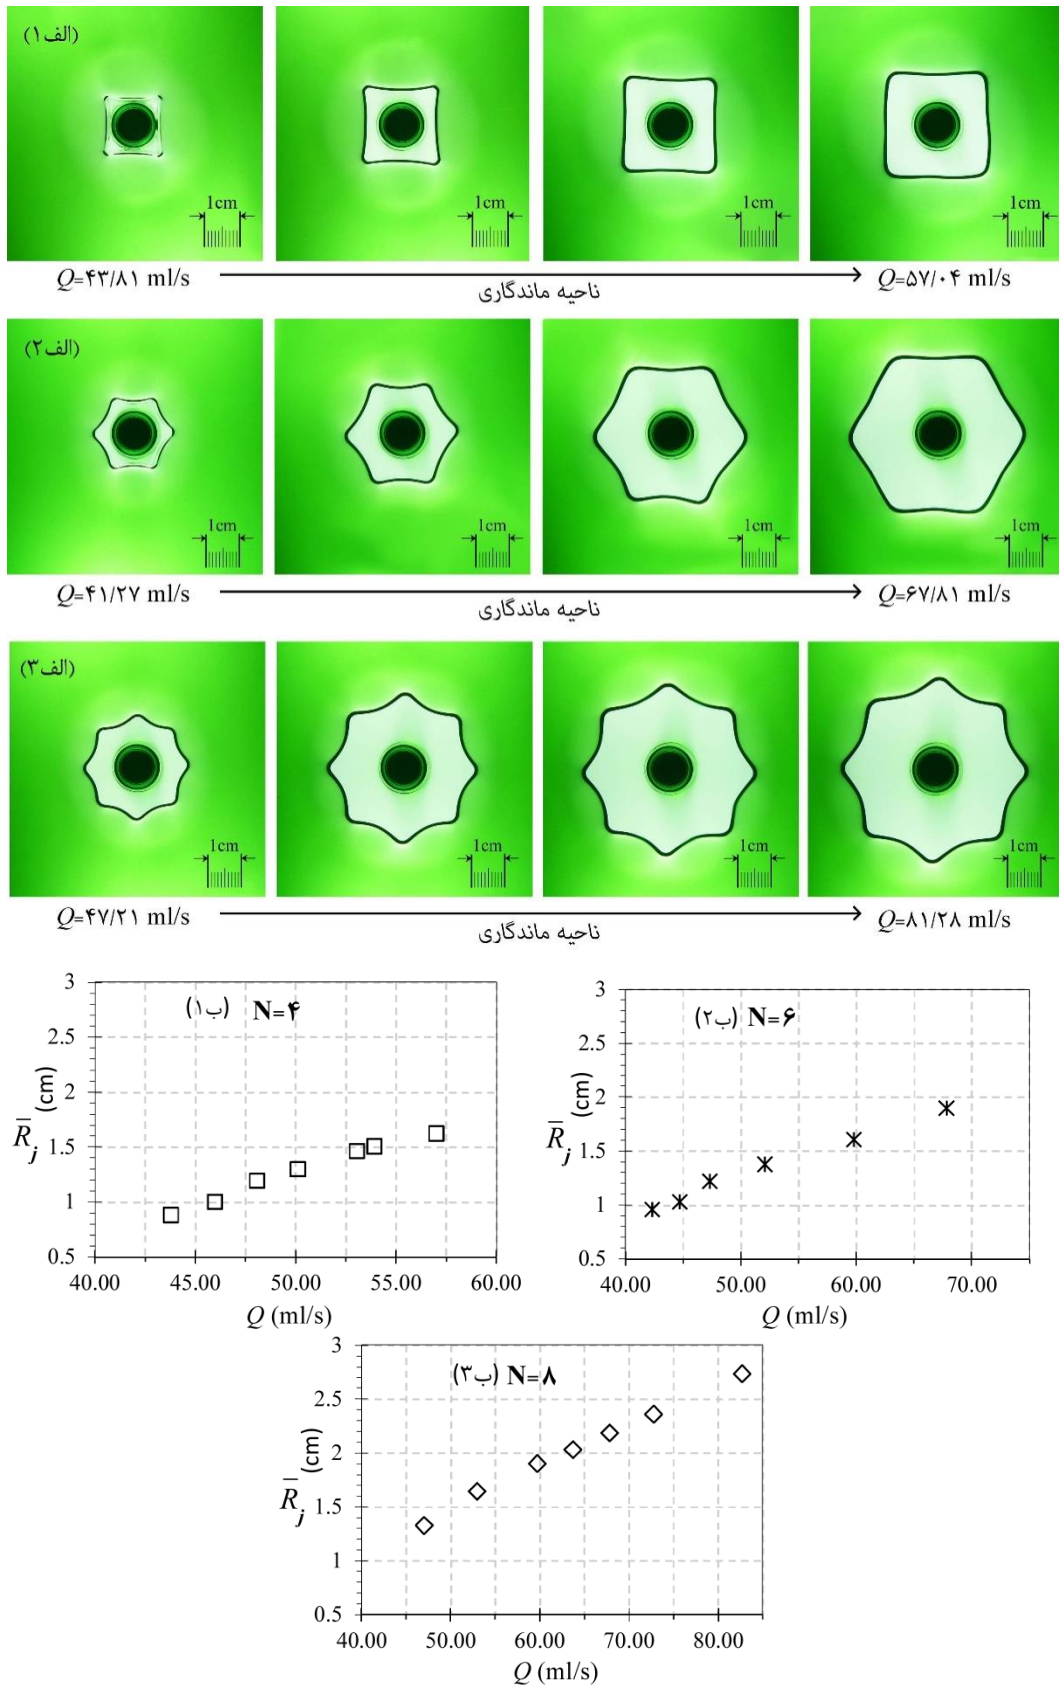 (الف۱)
1cm 1cm 1cm 1cm
Q=۴۳/۸۱ ml/s ناحیه ماندگاری Q=۵۷/۰۴ ml/s
(الف۲)
1cm 1cm 1cm 1cm
Q=۴۱/۲۷ ml/s ناحیه ماندگاری Q=۶۷/۸۱ ml/s
(الف۳)
1cm 1cm 1cm 1cm
Q=۴۷/۲۱ ml/s ناحیه ماندگاری Q=۸۱/۲۸ ml/s
(ب۱) N=۴
3
2.5
2
1.5
1
0.5
R̄j (cm)
40.00 45.00 50.00 55.00 60.00
Q (ml/s)
(ب۲) N=۶
3
2.5
2
1.5
1
0.5
R̄j (cm)
40.00 50.00 60.00 70.00
Q (ml/s)
(ب۳) N=۸
3
2.5
2
1.5
1
0.5
R̄j (cm)
40.00 50.00 60.00 70.00 80.00
Q (ml/s)